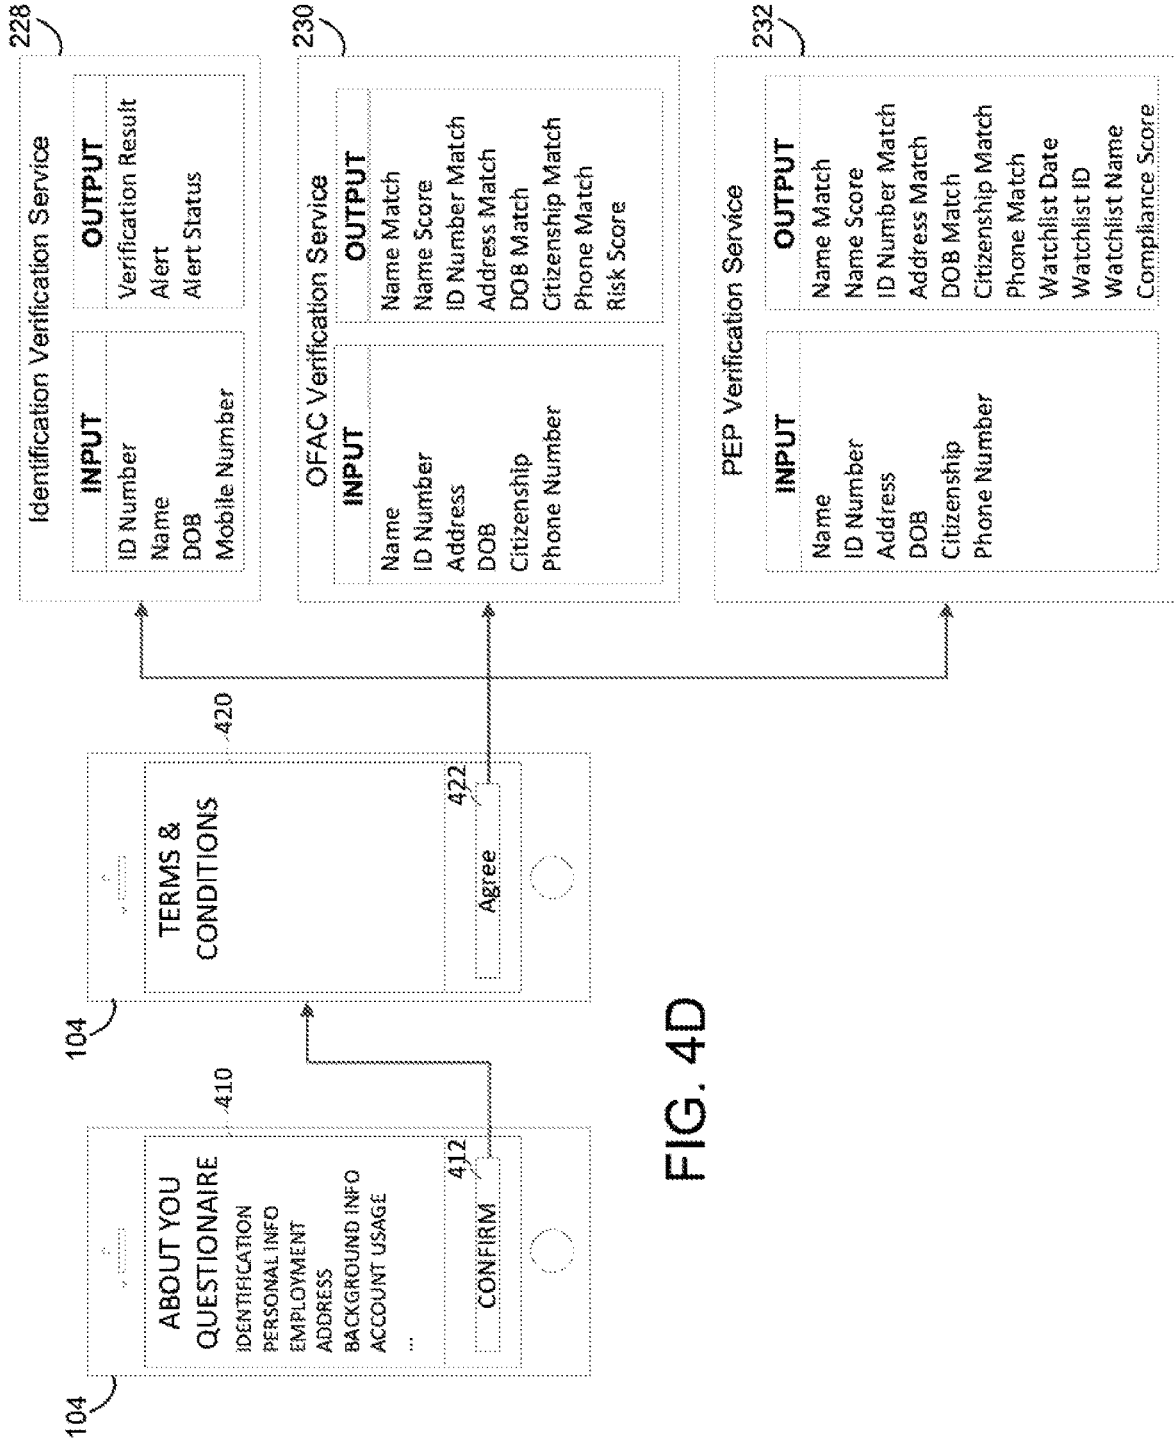 104
ABOUT YOU
QUESTIONAIRE
IDENTIFICATION
PERSONAL INFO
EMPLOYMENT
ADDRESS
BACKGROUND INFO
ACCOUNT USAGE
...
410
412
CONFIRM
104
TERMS &
CONDITIONS
420
422
Agree
228
Identification Verification Service
INPUT
ID Number
Name
DOB
Mobile Number
OUTPUT
Verification Result
Alert
Alert Status
230
OFAC Verification Service
INPUT
Name
ID Number
Address
DOB
Citizenship
Phone Number
OUTPUT
Name Match
Name Score
ID Number Match
Address Match
DOB Match
Citizenship Match
Phone Match
Risk Score
232
PEP Verification Service
INPUT
Name
ID Number
Address
DOB
Citizenship
Phone Number
OUTPUT
Name Match
Name Score
ID Number Match
Address Match
DOB Match
Citizenship Match
Phone Match
Watchlist Date
Watchlist ID
Watchlist Name
Compliance Score
FIG. 4D